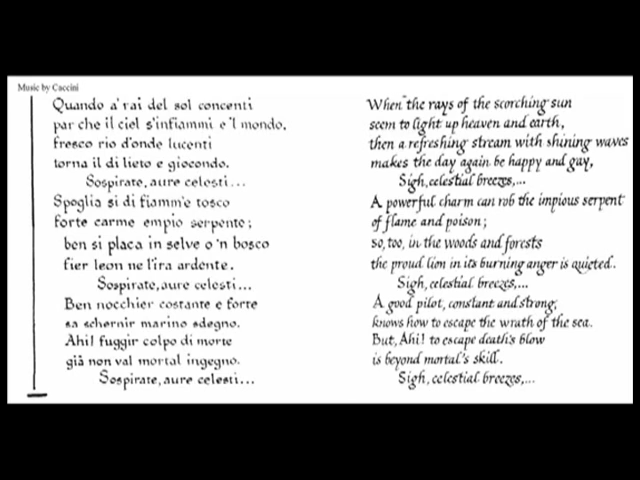 Music by Caccini
Quando a' rai del sol concenti
par che il ciel s'infiammi e 'l mondo,
fresco rio d'onde lucenti
torna il di lieto e giocondo.
Sospirate, aure celesti...
Spoglia si di fiamm'e tosco
forte carme empio serpente;
ben si placa in selve o 'n bosco
fier leon ne l'ira ardente.
Sospirate, aure celesti...
Ben nocchier costante e forte
sa schernir marino sdegno.
Ahi! fuggir colpo di morte
già non val mortal ingegno.
Sospirate, aure celesti...
When the rays of the scorching sun
seem to light up heaven and earth,
then a refreshing stream with shining waves
makes the day again be happy and gay,
Sigh, celestial breezes,...
A powerful charm can rob the impious serpent
of flame and poison;
so, too, in the woods and forests
the proud lion in its burning anger is quieted.
Sigh, celestial breezes,...
A good pilot, constant and strong,
knows how to escape the wrath of the sea.
But, Ahi! to escape death's blow
is beyond mortal's skill.
Sigh, celestial breezes,...